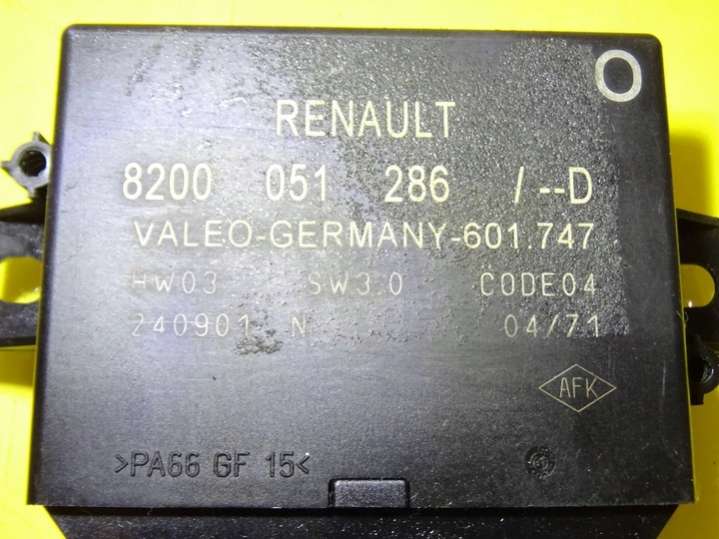 O
RENAULT
8200 051 286 /--D
VALEO-GERMANY-601.747
HW03 SW3.0 CODE04
240901 N 04/71
AFK
>PA66 GF 15<